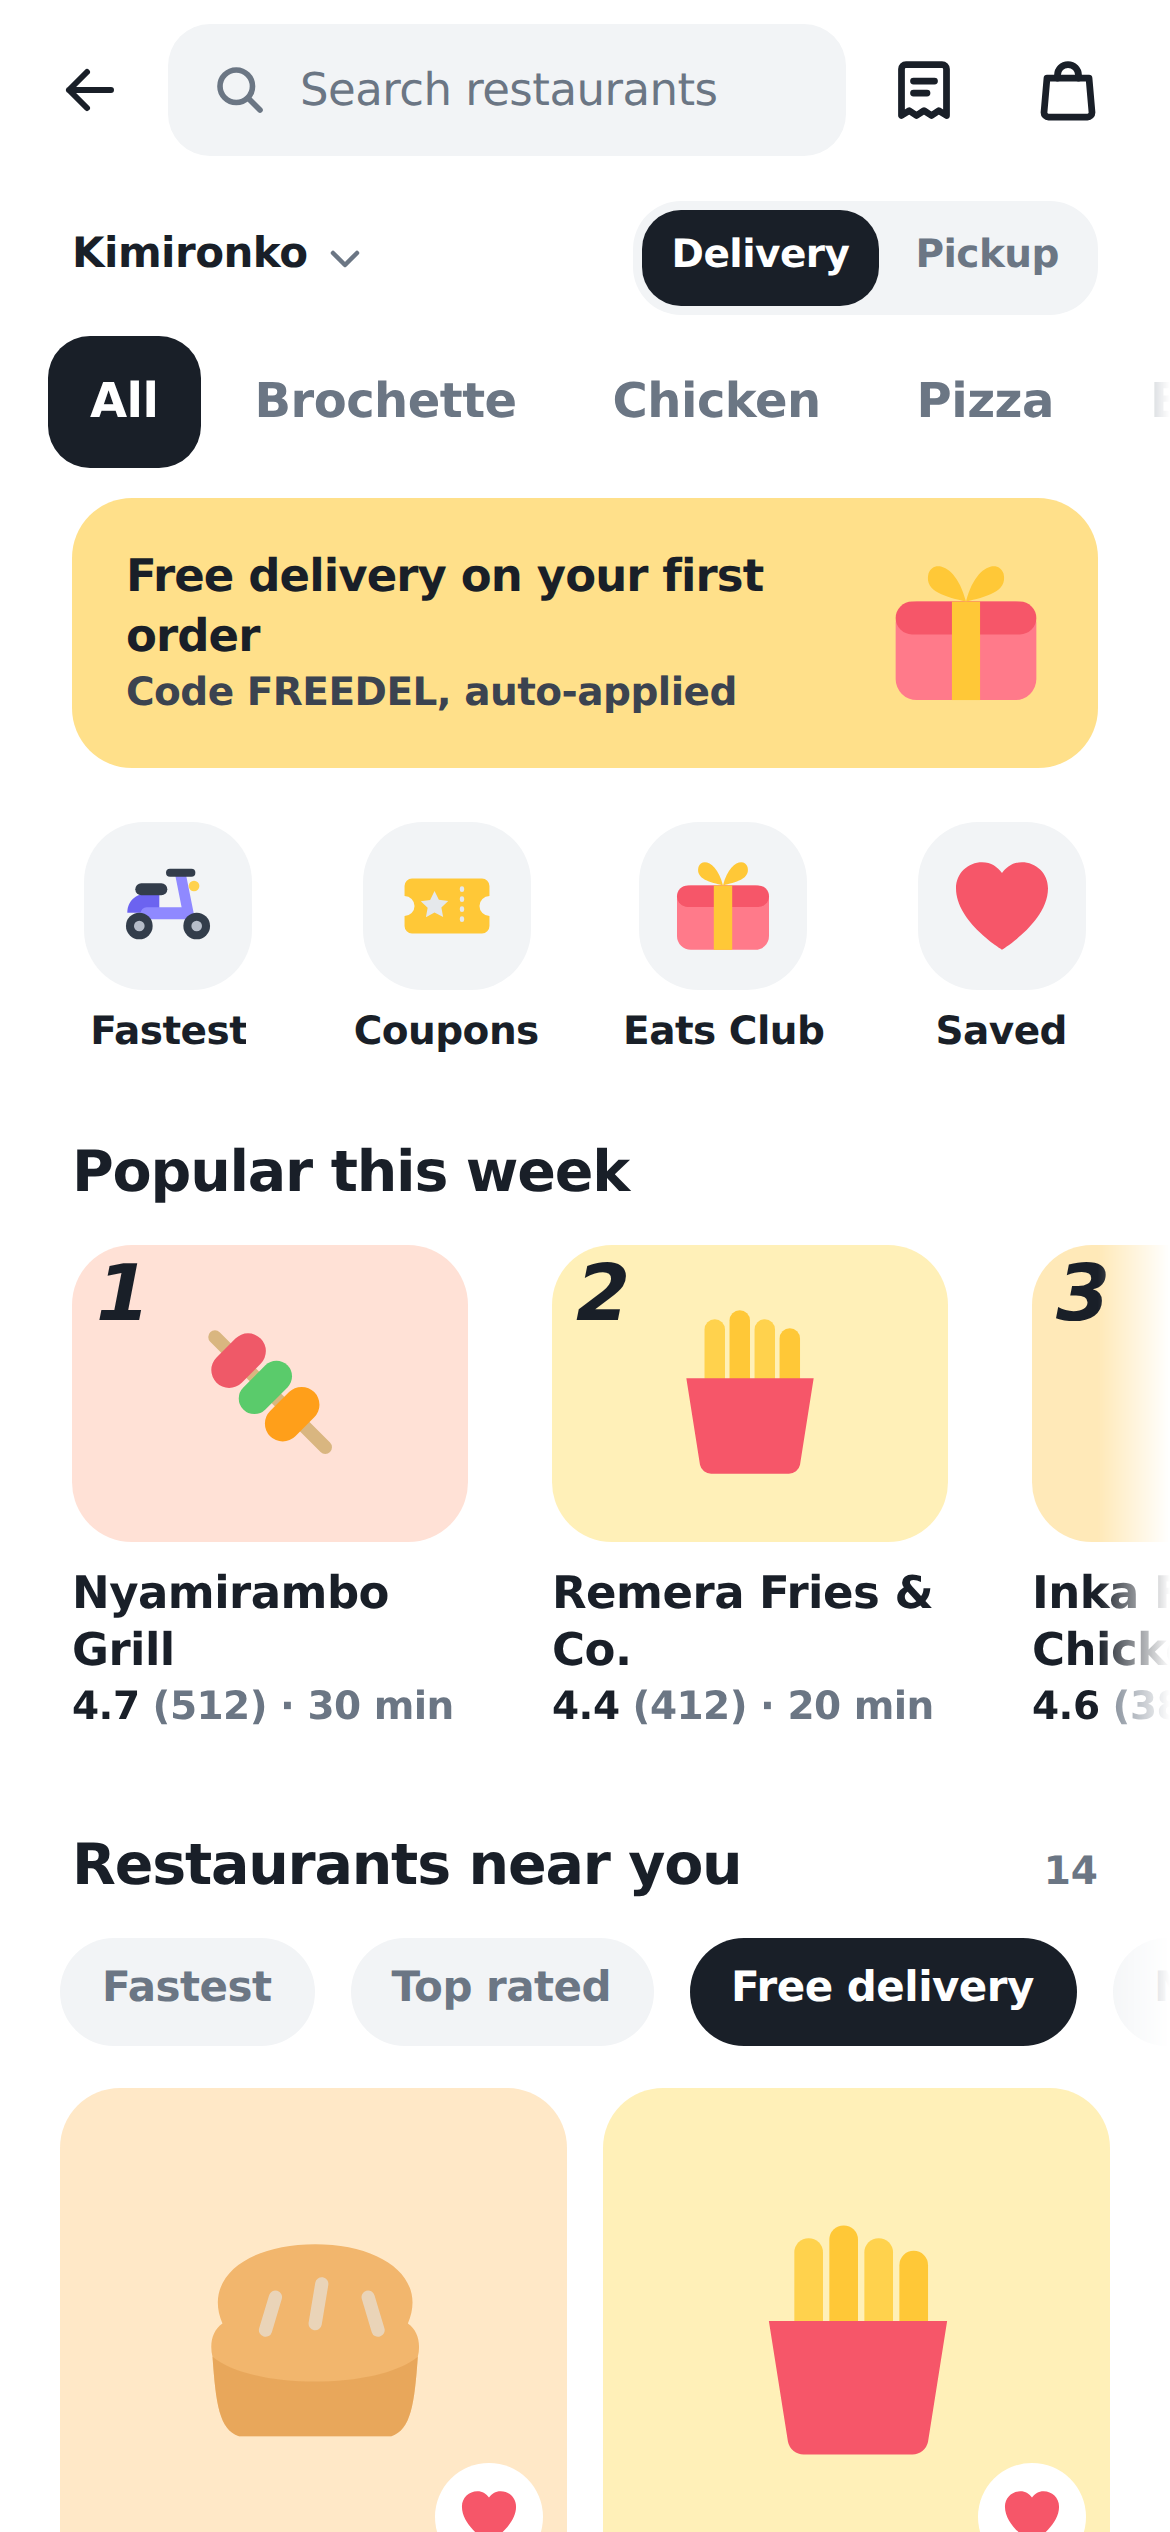 Search restaurants
Kimironko
Delivery
Pickup
All
Brochette
Chicken
Pizza
Free delivery on your first
order
Code FREEDEL, auto-applied
Fastest
Coupons
Eats Club
Saved
Popular this week
1
2
3
Nyamirambo
Grill
4.7 (512) · 30 min
Remera Fries &
Co.
4.4 (412) · 20 min
Inka
4.6
Restaurants near you
14
Fastest
Top rated
Free delivery